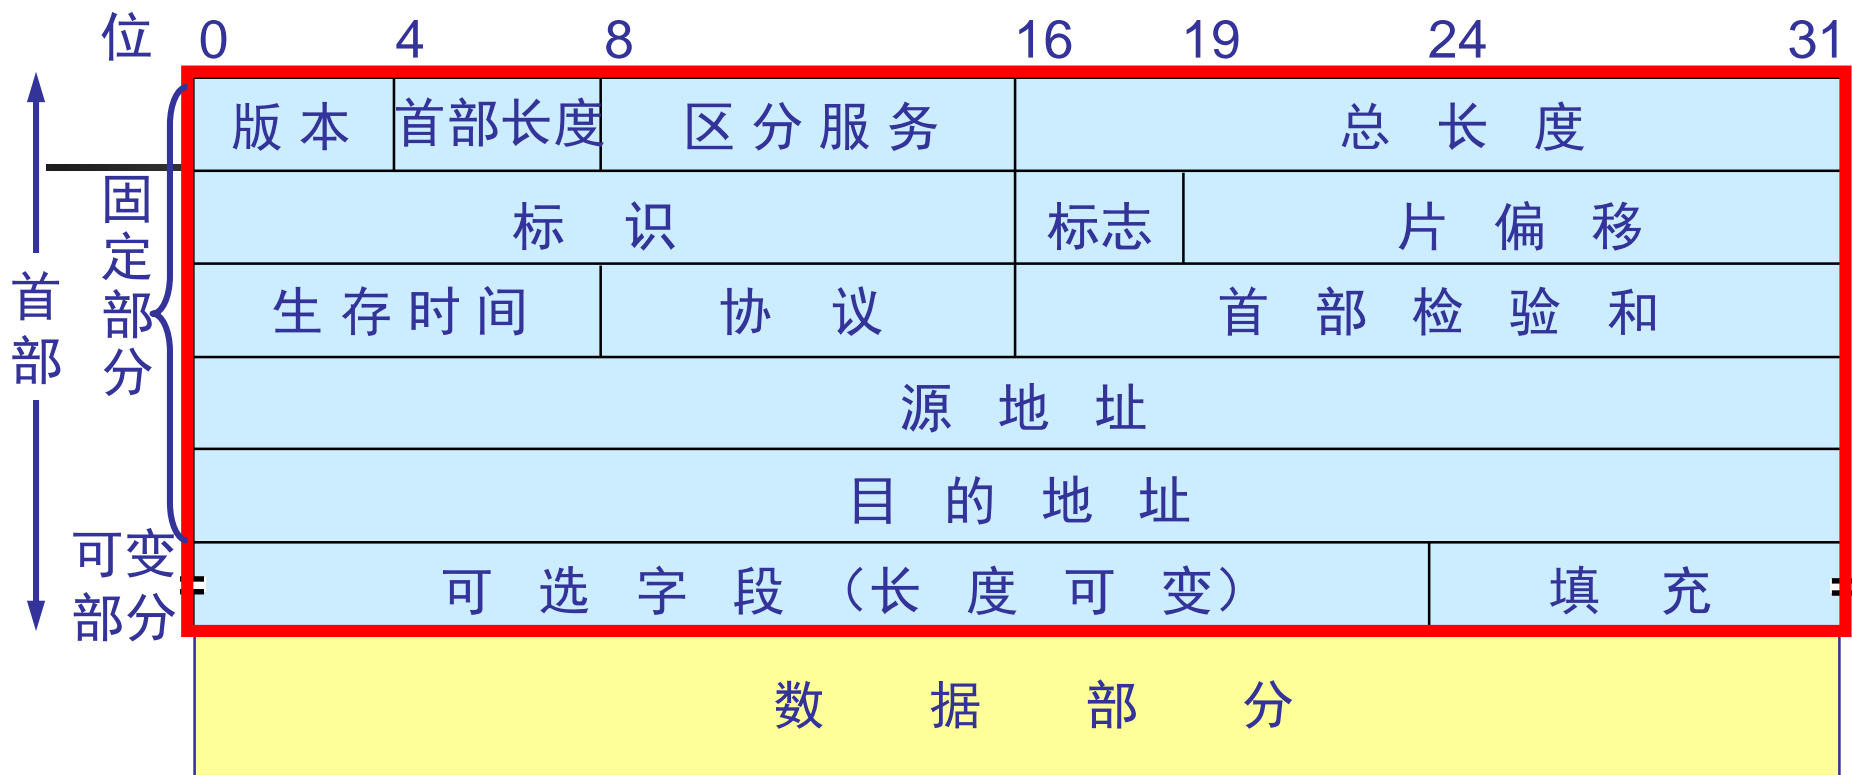 位 0 4 8 16 19 24 31
版本 首部长度 区分服务 总长度
标识 标志 片偏移
生存时间 协议 首部检验和
源地址
目的地址
可选字段（长度可变） 填充
数据部分
首部
固定部分
可变
部分